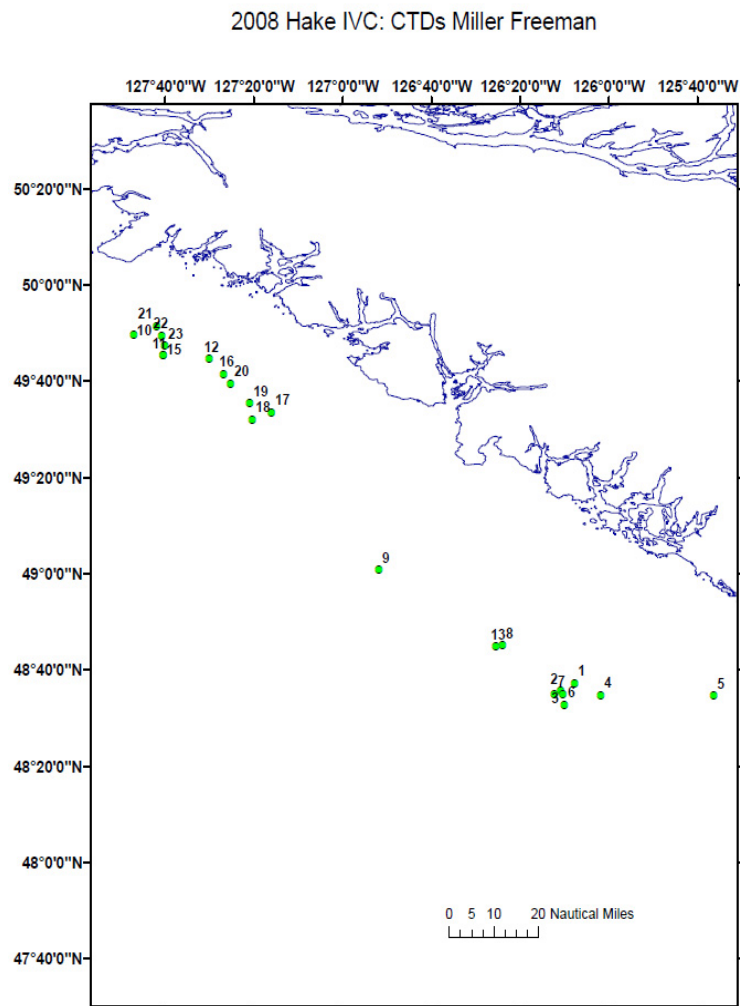 2008 Hake IVC: CTDs Miller Freeman
127°40'0"W 127°20'0"W 127°0'0"W 126°40'0"W 126°20'0"W 126°0'0"W 125°40'0"W
50°20'0"N
50°0'0"N
21
22
10
23
11
15
12
16
49°40'0"N
20
19
17
18
49°20'0"N
9
49°0'0"N
13
8
48°40'0"N
1
2
7
4
5
6
3
48°20'0"N
48°0'0"N
0 5 10 20 Nautical Miles
47°40'0"N